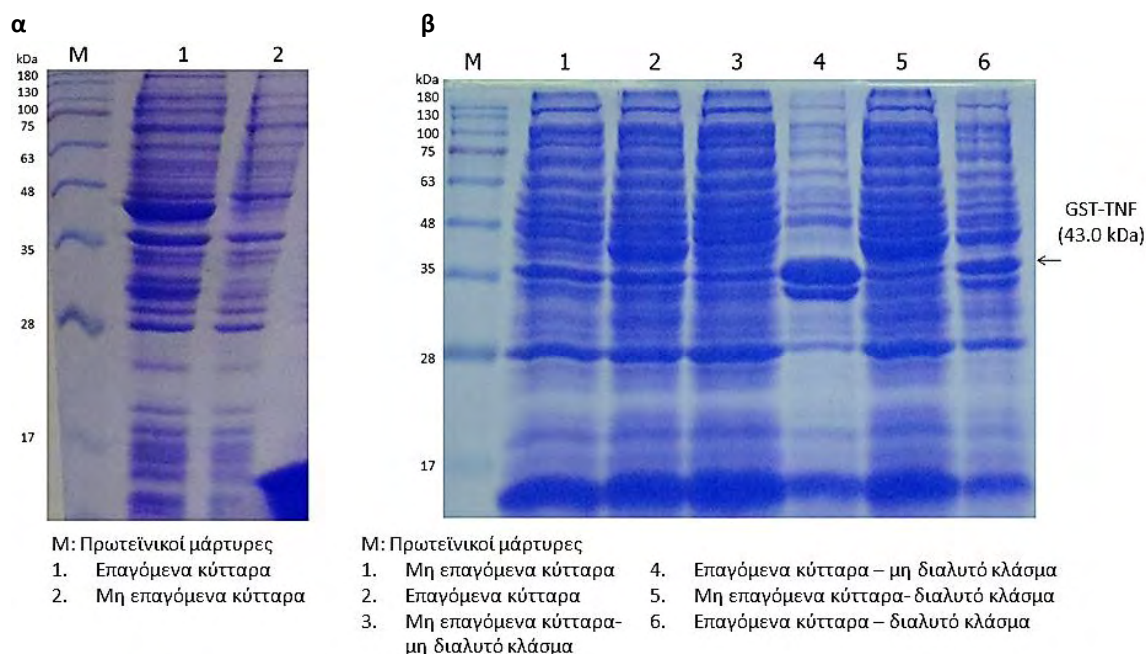 α
kDa M 1 2
180
130
100
75
63
48
35
28
17
M: Πρωτεϊνικοί μάρτυρες
1. Επαγόμενα κύτταρα
2. Μη επαγόμενα κύτταρα
β
kDa M 1 2 3 4 5 6
180
130
100
75
63
48
35
28
17
GST-TNF
(43.0 kDa)
←
M: Πρωτεϊνικοί μάρτυρες
1. Μη επαγόμενα κύτταρα
2. Επαγόμενα κύτταρα
3. Μη επαγόμενα κύτταρα-
μη διαλυτό κλάσμα
4. Επαγόμενα κύτταρα – μη διαλυτό κλάσμα
5. Μη επαγόμενα κύτταρα- διαλυτό κλάσμα
6. Επαγόμενα κύτταρα – διαλυτό κλάσμα